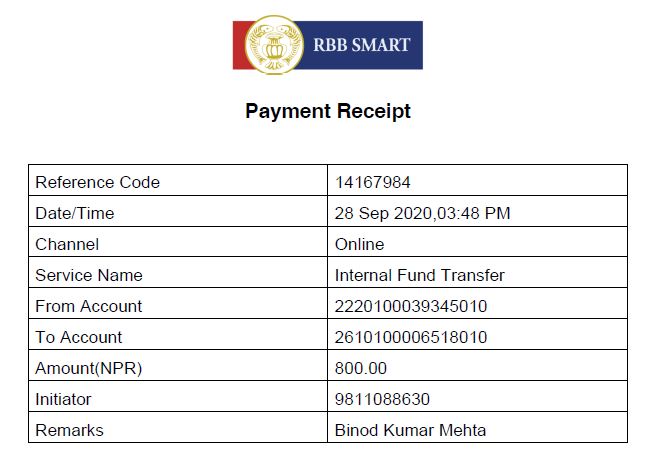 RBB SMART
Payment Receipt
Reference Code 14167984
Date/Time 28 Sep 2020,03:48 PM
Channel Online
Service Name Internal Fund Transfer
From Account 2220100039345010
To Account 2610100006518010
Amount(NPR) 800.00
Initiator 9811088630
Remarks Binod Kumar Mehta